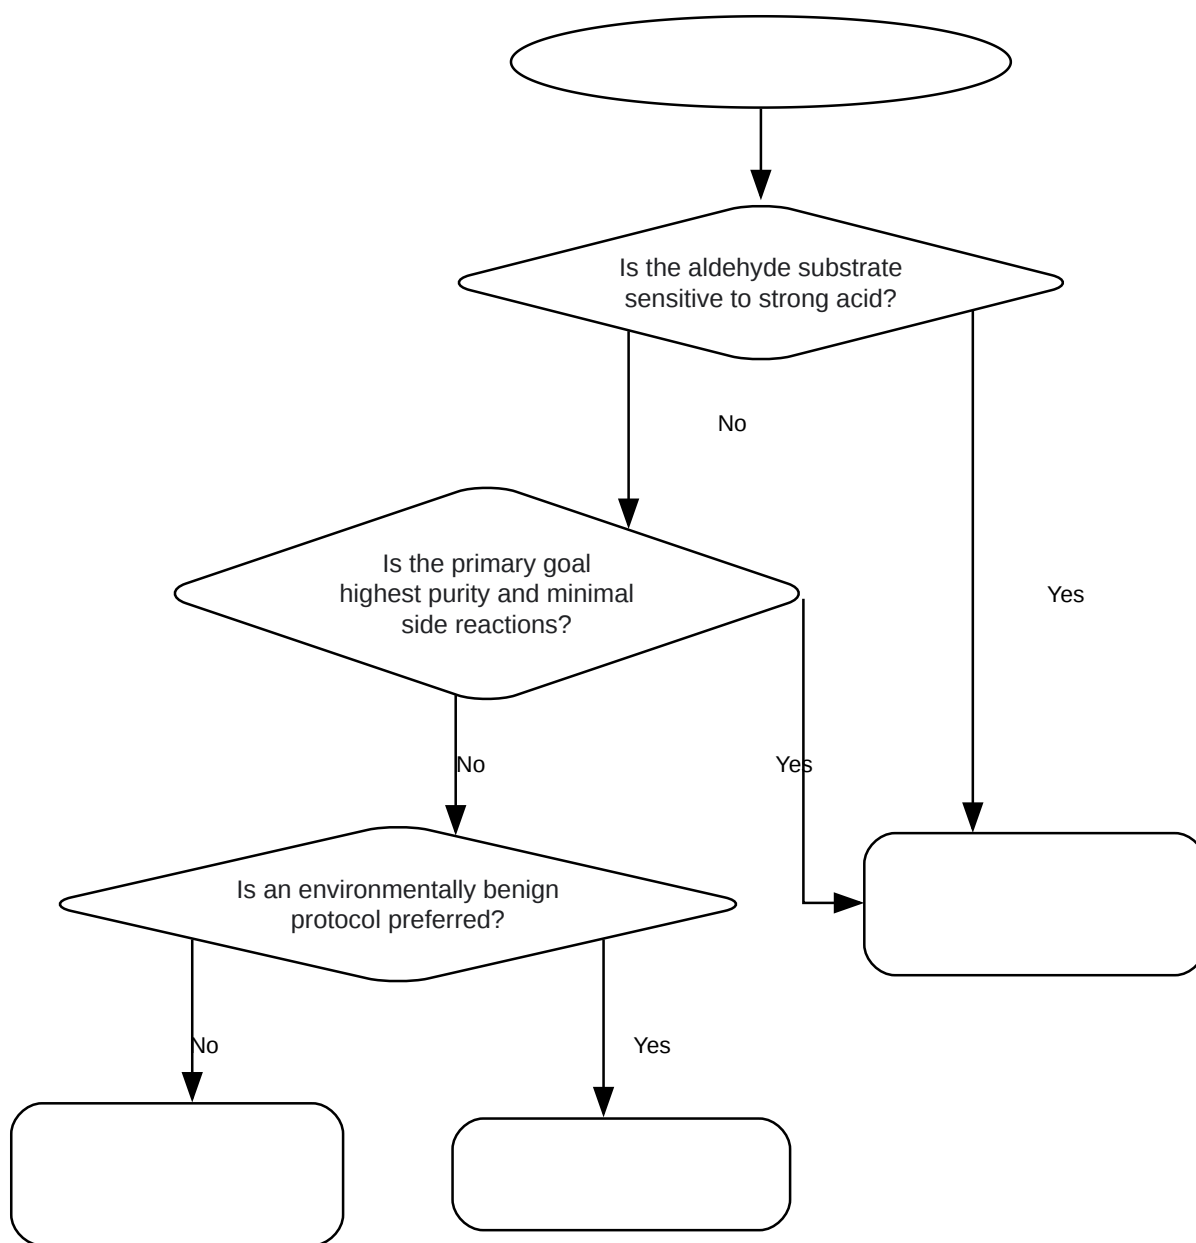 Is the aldehyde substrate
sensitive to strong acid?
No
Is the primary goal
highest purity and minimal
side reactions?
Yes
No
Yes
Is an environmentally benign
protocol preferred?
No
Yes